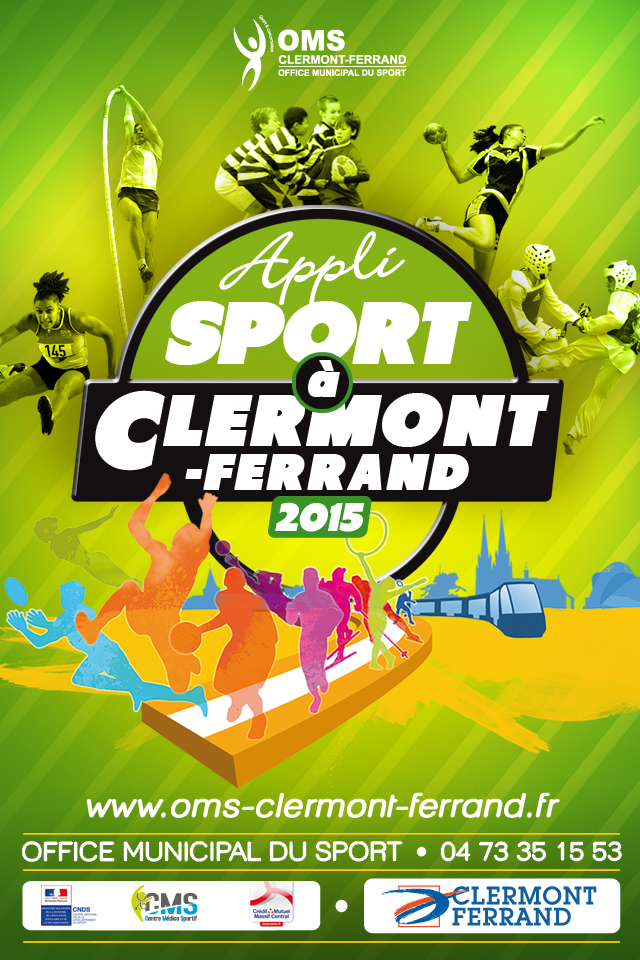 OMS
CLERMONT-FERRAND
OFFICE MUNICIPAL DU SPORT
Appli
SPORT
à
CLERMONT
-FERRAND
2015
145
www.oms-clermont-ferrand.fr
OFFICE MUNICIPAL DU SPORT • 04 73 35 15 53
CNDS
CMS
Centre Médico Sportif
Crédit Mutuel
Massif Central
CLERMONT
FERRAND